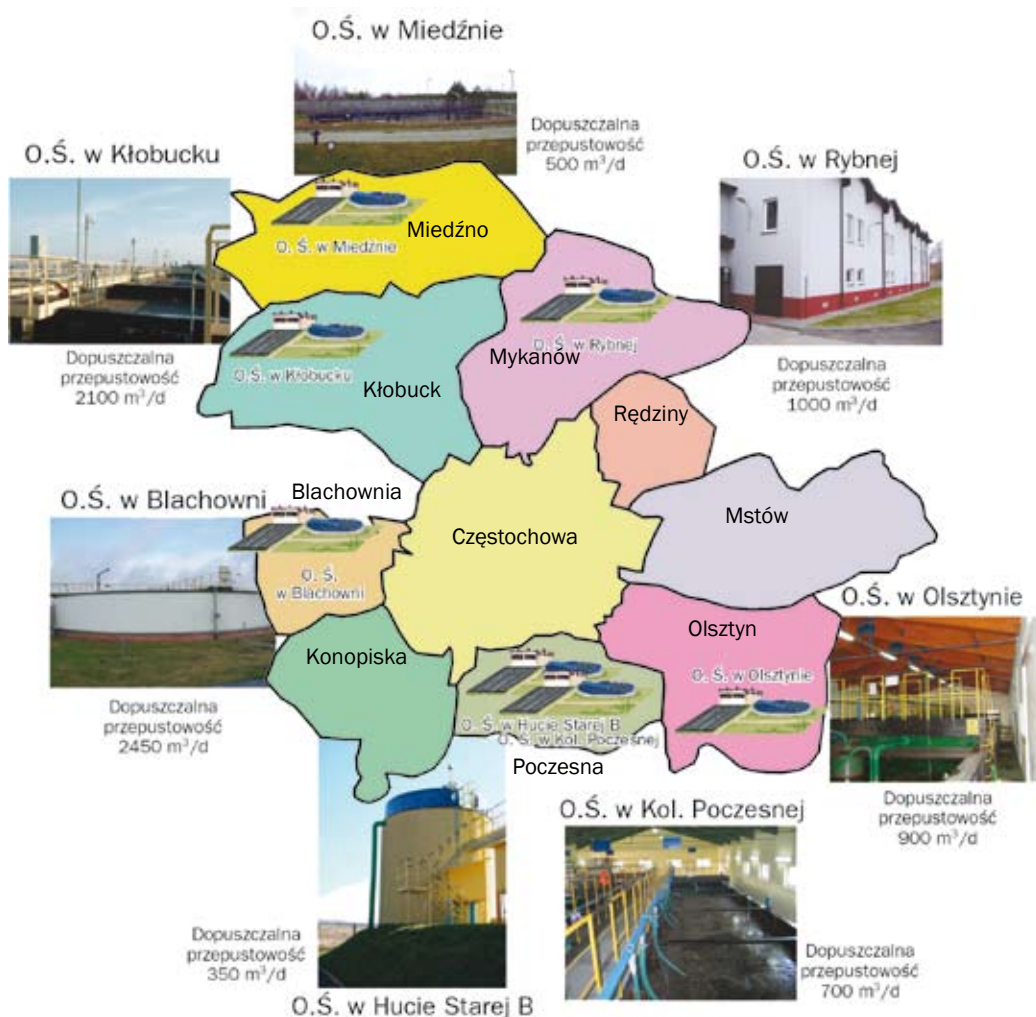 O.Ś. w Miedźnie
Dopuszczalna
przepustowość
500 m³/d
O.Ś. w Kłobucku
Dopuszczalna
przepustowość
2100 m³/d
O.Ś. w Rybnej
Dopuszczalna
przepustowość
1000 m³/d
Miedźno
O. Ś. w Miedźnie
Mykanów
O. Ś. w Rybnej
O.Ś. w Kłobucku
Kłobuck
Rędziny
Blachownia
O.Ś. w Blachowni
O. Ś.
w Blachowni
Dopuszczalna
przepustowość
2450 m³/d
Częstochowa
Mstów
Konopiska
Olsztyn
O. Ś. w Olsztynie
O.Ś. w Olsztynie
Dopuszczalna
przepustowość
900 m³/d
O. Ś. w Hucie Starej B
O. Ś. w Kol. Poczesnej
Poczesna
O.Ś. w Kol. Poczesnej
Dopuszczalna
przepustowość
700 m³/d
Dopuszczalna
przepustowość
350 m³/d
O.Ś. w Hucie Starej B